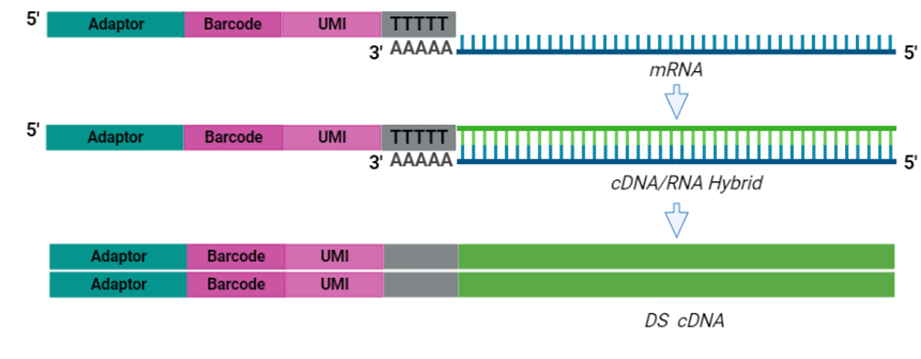 5' Adaptor Barcode UMI TTTTT
3' AAAAA 5'
mRNA
5' Adaptor Barcode UMI TTTTT
3' AAAAA 5'
cDNA/RNA Hybrid
Adaptor Barcode UMI
Adaptor Barcode UMI
DS cDNA